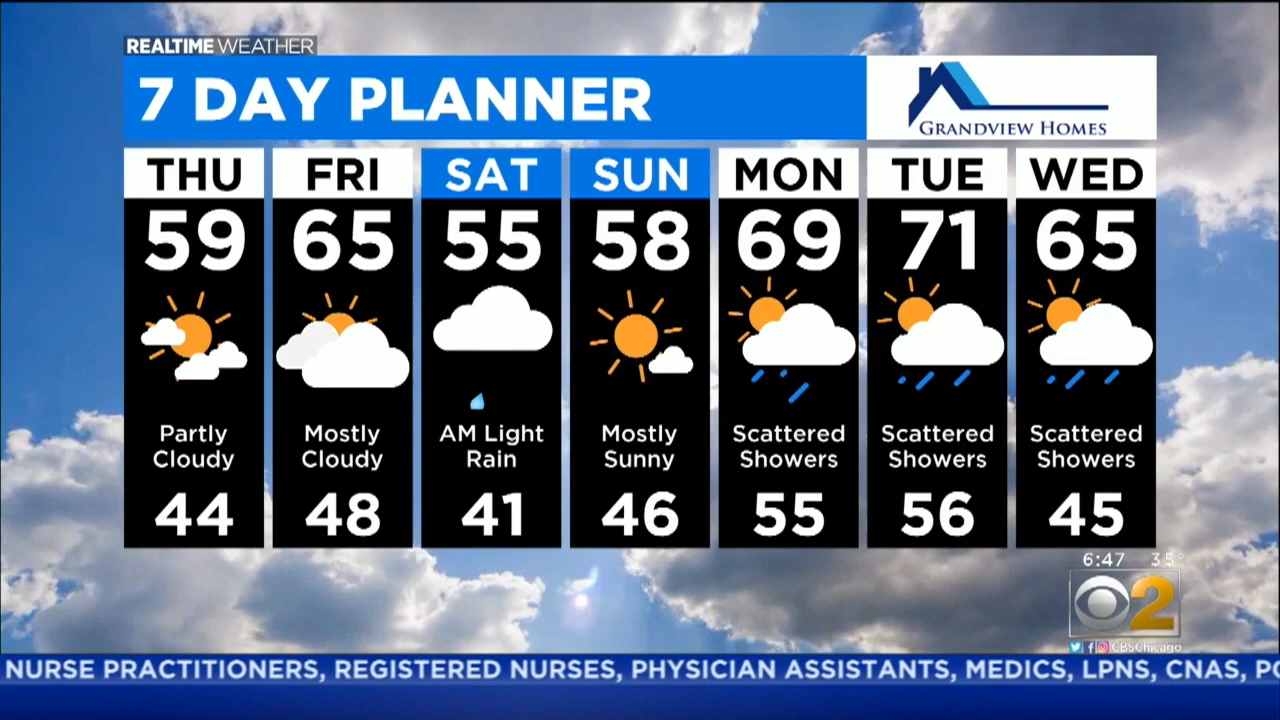 REALTIME WEATHER
7 DAY PLANNER
GRANDVIEW HOMES
THU FRI SAT SUN MON TUE WED
59 65 55 58 69 71 65
Partly Mostly AM Light Mostly Scattered Scattered Scattered
Cloudy Cloudy Rain Sunny Showers Showers Showers
44 48 41 46 55 56 45
6:47 35°
2
CBSChicago
NURSE PRACTITIONERS, REGISTERED NURSES, PHYSICIAN ASSISTANTS, MEDICS, LPNS, CNAS,